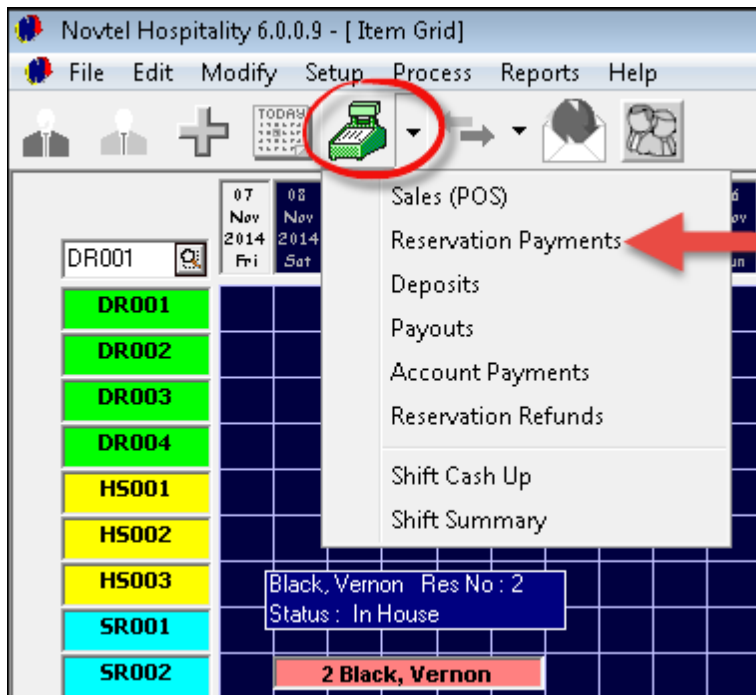 Novtel Hospitality 6.0.0.9 - [ Item Grid]
File Edit Modify Setup Process Reports Help
TODAY
07 Nov 2014 Fri
08 Nov 2014 Sat
DR001
Sales (POS)
Reservation Payments
Deposits
Payouts
Account Payments
Reservation Refunds
Shift Cash Up
Shift Summary
DR001
DR002
DR003
DR004
HS001
HS002
HS003
Black, Vernon Res No : 2
Status : In House
SR001
SR002
2 Black, Vernon